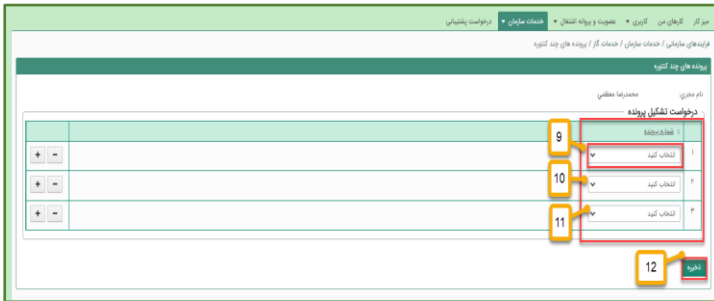 میز کار کارهای من کاربری عضویت و پروانه اشتغال خدمات سازمان درخواست پشتیبانی
فرایندهای سازمانی / خدمات سازمان / خدمات گاز / پرونده های چند کنتوره
پرونده های چند کنتوره
نام مجری: محمدرضا معظمی
درخواست تشکیل پرونده
شماره پرونده
9
۱ انتخاب کنید
+ -
10
۲ انتخاب کنید
+ -
11
۳ انتخاب کنید
+ -
12
ذخیره